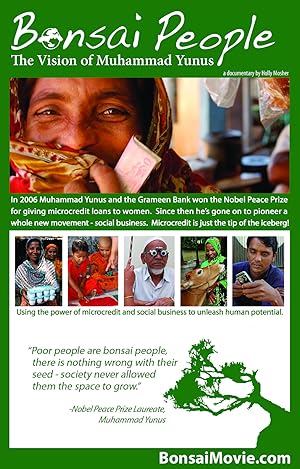 Bonsai People
The Vision of Muhammad Yunus
a documentary by Holly Mosher
In 2006 Muhammad Yunus and the Grameen Bank won the Nobel Peace Prize
for giving microcredit loans to women. Since then he's gone on to pioneer a
whole new movement - social business. Microcredit is just the tip of the iceberg!
Using the power of microcredit and social business to unleash human potential.
"Poor people are bonsai people,
there is nothing wrong with their
seed - society never allowed
them the space to grow."
-Nobel Peace Prize Laureate,
Muhammad Yunus
BonsaiMovie.com